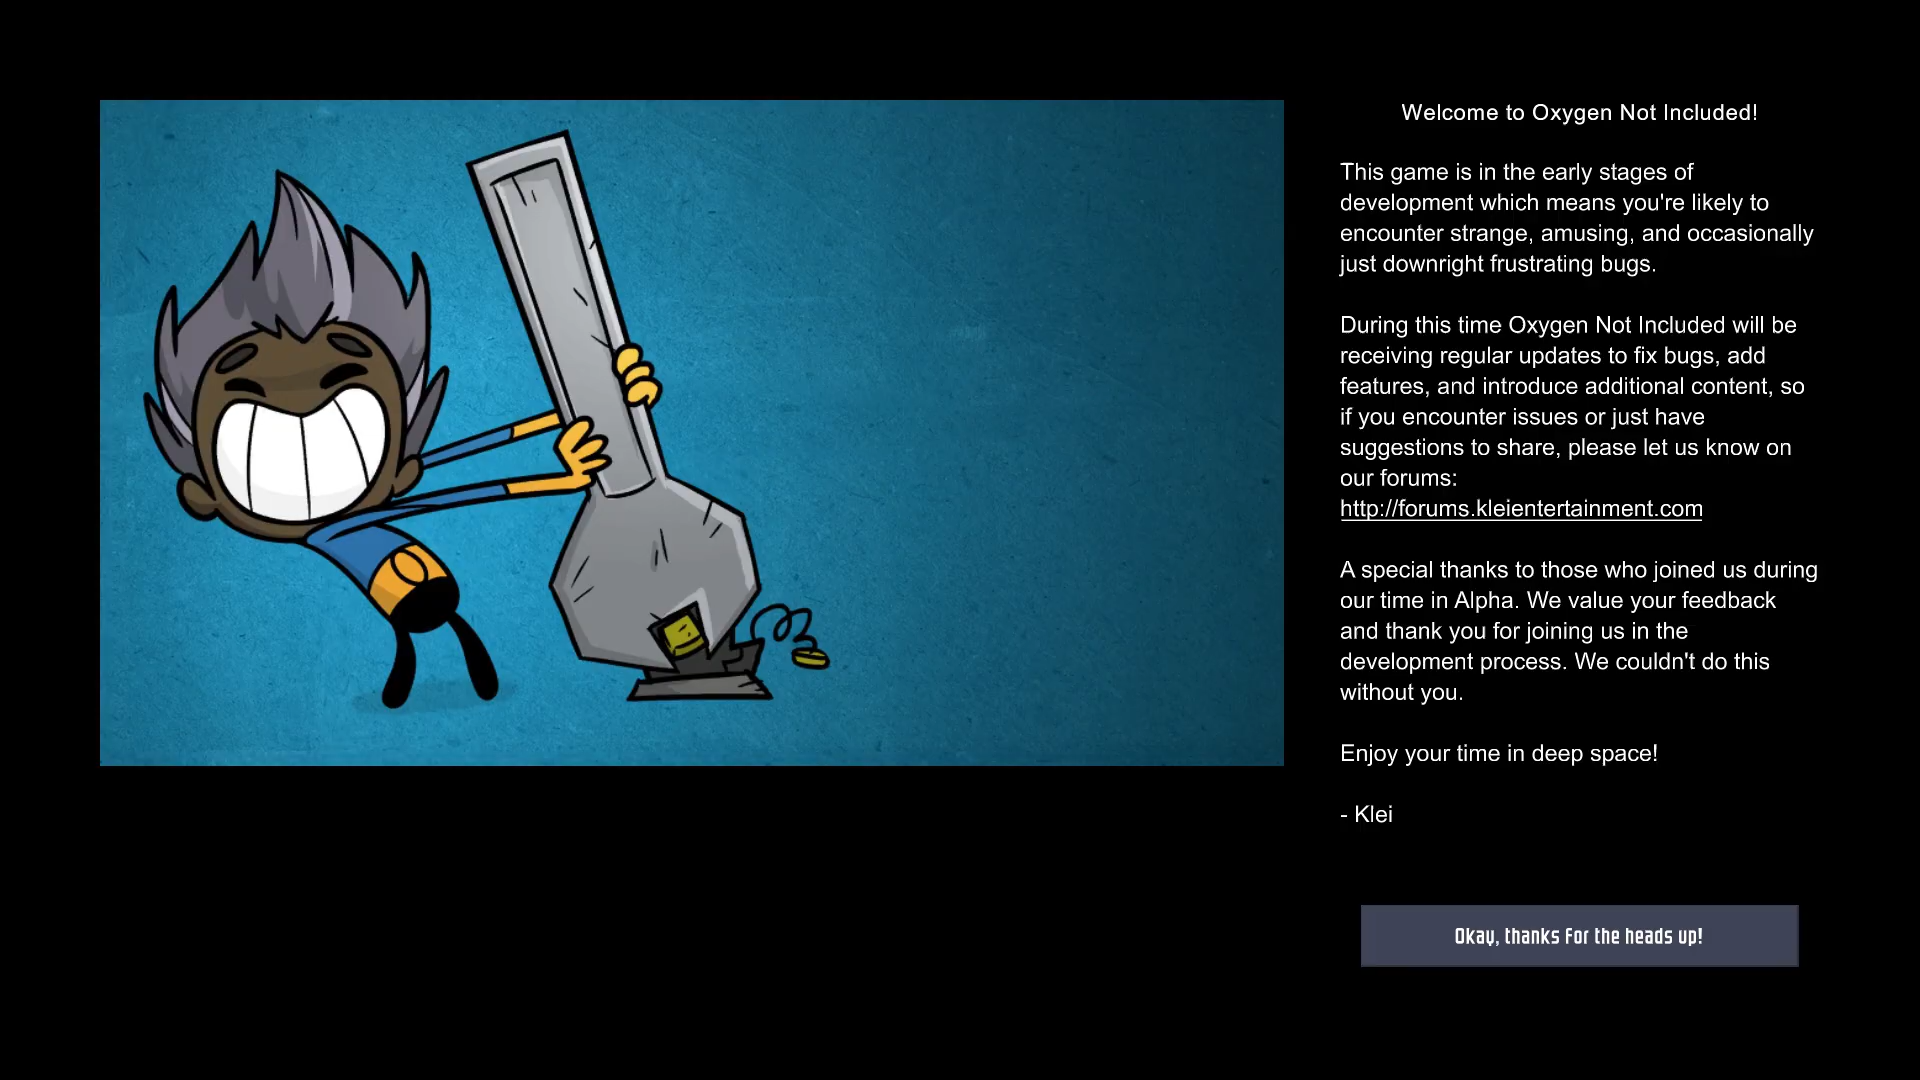 Welcome to Oxygen Not Included!
This game is in the early stages of
development which means you're likely to
encounter strange, amusing, and occasionally
just downright frustrating bugs.
During this time Oxygen Not Included will be
receiving regular updates to fix bugs, add
features, and introduce additional content, so
if you encounter issues or just have
suggestions to share, please let us know on
our forums:
http://forums.kleientertainment.com
A special thanks to those who joined us during
our time in Alpha. We value your feedback
and thank you for joining us in the
development process. We couldn't do this
without you.
Enjoy your time in deep space!
- Klei
Okay, thanks for the heads up!